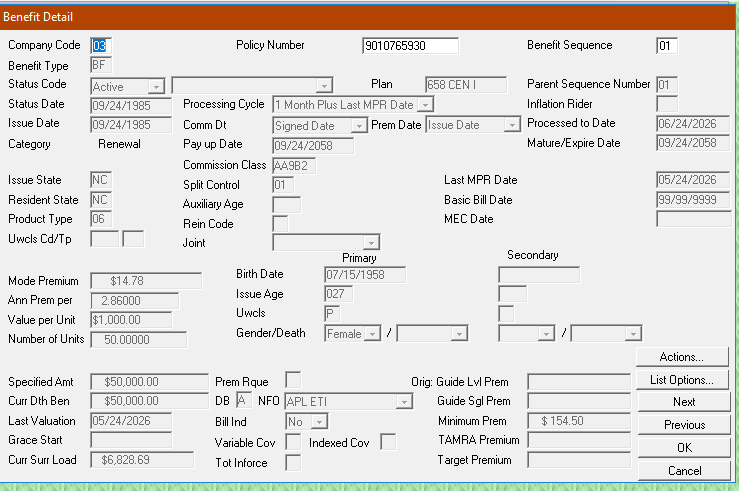 Benefit Detail
Company Code 03 Policy Number 9010765930 Benefit Sequence 01
Benefit Type BF
Status Code Active Plan 658 CEN I Parent Sequence Number 01
Status Date 09/24/1985 Processing Cycle 1 Month Plus Last MPR Date Inflation Rider
Issue Date 09/24/1985 Comm Dt Signed Date Prem Date Issue Date Processed to Date 06/24/2026
Category Renewal Pay up Date 09/24/2058 Mature/Expire Date 09/24/2058
Commission Class AA9B2
Issue State NC Split Control 01 Last MPR Date 05/24/2026
Resident State NC Auxiliary Age Basic Bill Date 99/99/9999
Product Type 06 Rein Code MEC Date
Uwcls Cd/Tp Joint
Primary Secondary
Mode Premium $14.78 Birth Date 07/15/1958
Ann Prem per 2.86000 Issue Age 027
Value per Unit $1,000.00 Uwcls P
Number of Units 50.00000 Gender/Death Female / /
Actions...
Specified Amt $50,000.00 Prem Rque Orig: Guide Lvl Prem List Options...
Curr Dth Ben $50,000.00 DB A NFO APL ETI Guide Sgl Prem Next
Last Valuation 05/24/2026 Bill Ind No Minimum Prem $ 154.50 Previous
Grace Start Variable Cov Indexed Cov TAMRA Premium OK
Curr Surr Load $6,828.69 Tot Inforce Target Premium Cancel